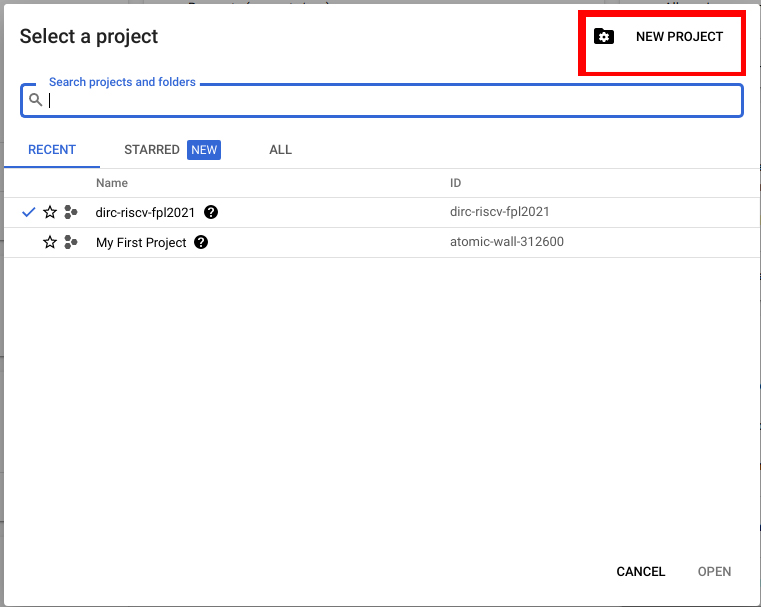 Select a project
NEW PROJECT
Search projects and folders
RECENT STARRED NEW ALL
Name ID
dirc-riscv-fpl2021 dirc-riscv-fpl2021
My First Project atomic-wall-312600
CANCEL OPEN